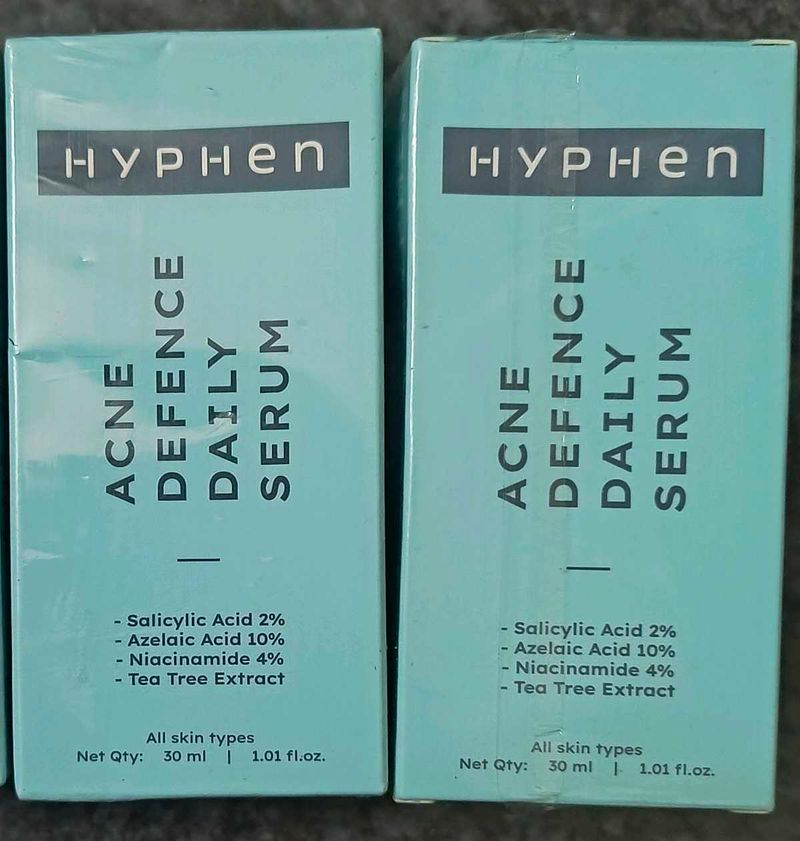 HYPHen
ACNE
DEFENCE
DAILY
SERUM
- Salicylic Acid 2%
- Azelaic Acid 10%
- Niacinamide 4%
- Tea Tree Extract
All skin types
Net Qty: 30 ml | 1.01 fl.oz.
HYPHen
ACNE
DEFENCE
DAILY
SERUM
- Salicylic Acid 2%
- Azelaic Acid 10%
- Niacinamide 4%
- Tea Tree Extract
All skin types
Net Qty: 30 ml | 1.01 fl.oz.